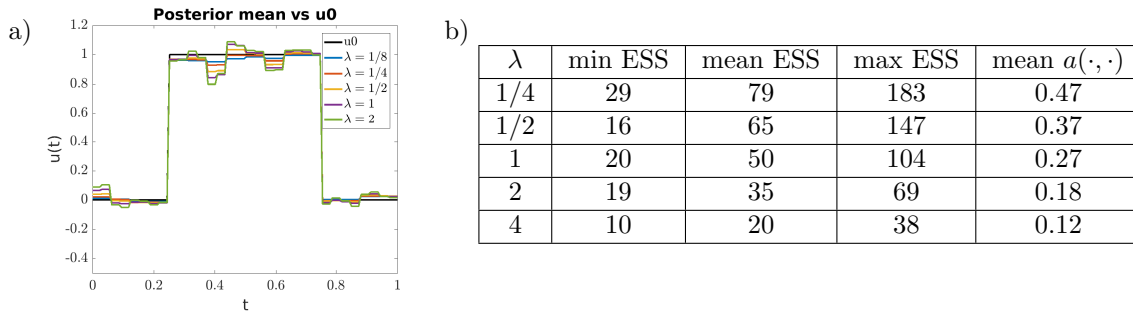 a)
Posterior mean vs u0
u(t)
1.2
1
0.8
0.6
0.4
0.2
0
-0.2
-0.4
0 0.2 0.4 0.6 0.8 1
t
u0
λ = 1/8
λ = 1/4
λ = 1/2
λ = 1
λ = 2
b)
λ min ESS mean ESS max ESS mean a(·, ·)
1/4 29 79 183 0.47
1/2 16 65 147 0.37
1 20 50 104 0.27
2 19 35 69 0.18
4 10 20 38 0.12